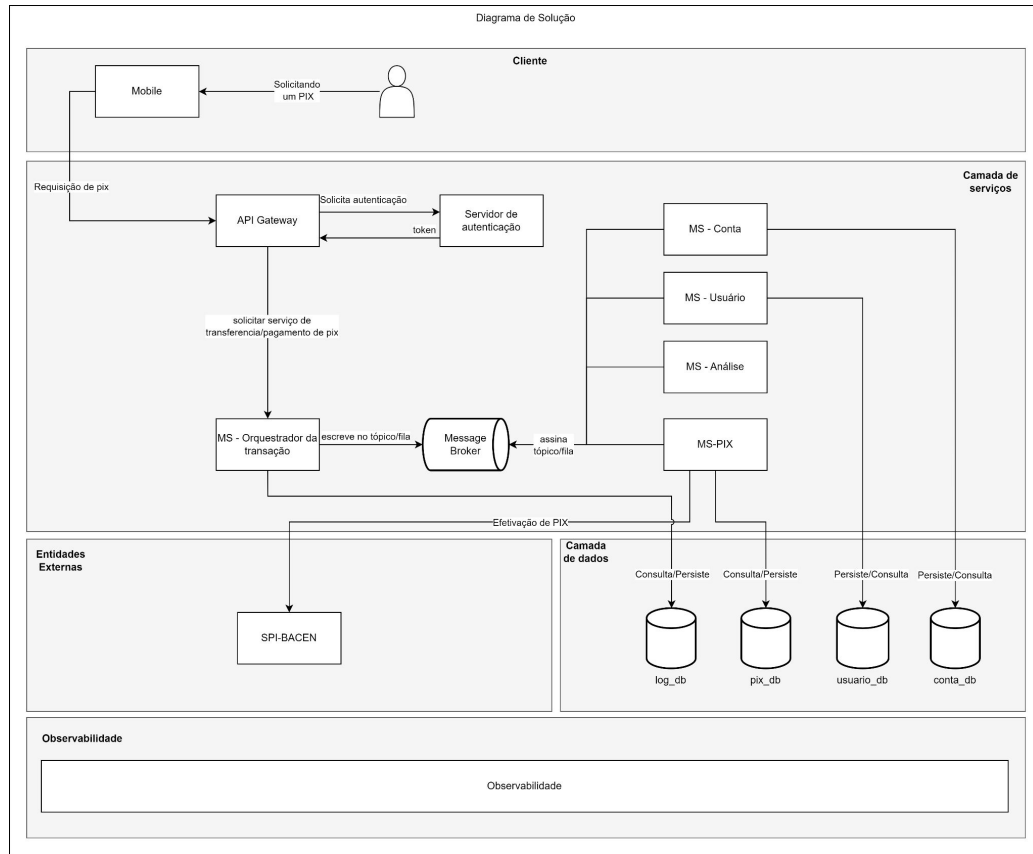 Diagrama de Solução
Cliente
Mobile
Solicitando
um PIX
Camada de
serviços
Requisição de pix
API Gateway
Solicita autenticação
token
Servidor de
autenticação
MS - Conta
MS - Usuário
solicitar serviço de
transferencia/pagamento de pix
MS - Análise
MS - Orquestrador da
transação
escreve no tópico/fila
Message
Broker
assina
tópico/fila
MS-PIX
Efetivação de PIX
Entidades
Externas
SPI-BACEN
Camada
de dados
Consulta/Persiste
Consulta/Persiste
Persiste/Consulta
Persiste/Consulta
log_db
pix_db
usuario_db
conta_db
Observabilidade
Observabilidade